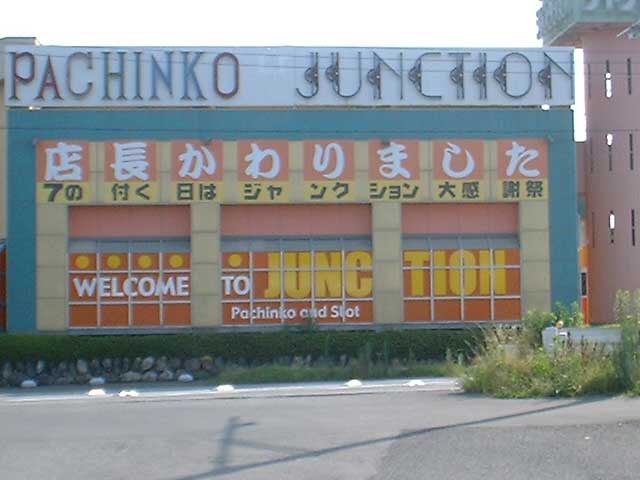 PACHINKO JUNCTION
店長かわりました
7の付く日はジャンクション大感謝祭
WELCOME TO JUNCTION
Pachinko and Slot